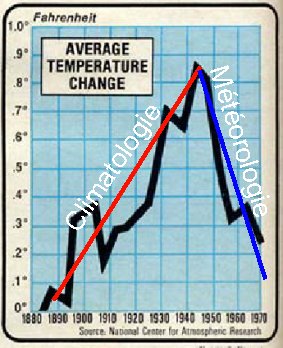 Fahrenheit
1.0°
AVERAGE
TEMPERATURE
CHANGE
.9°
.8°
.7°
.6°
.5°
.4°
.3°
.2°
.1°
0°
Climatologie
Météorologie
1880 1890 1900 1910 1920 1930 1940 1950 1960 1970
Source: National Center for Atmospheric Research